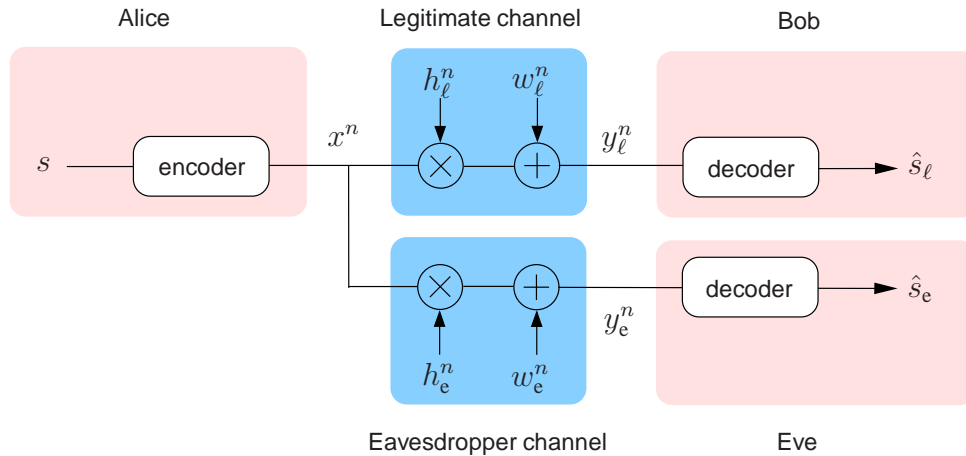 Alice
Legitimate channel
Bob
h_ℓ^n
w_ℓ^n
s
encoder
x^n
×
+
y_ℓ^n
decoder
ŝ_ℓ
×
+
y_e^n
decoder
ŝ_e
h_e^n
w_e^n
Eavesdropper channel
Eve